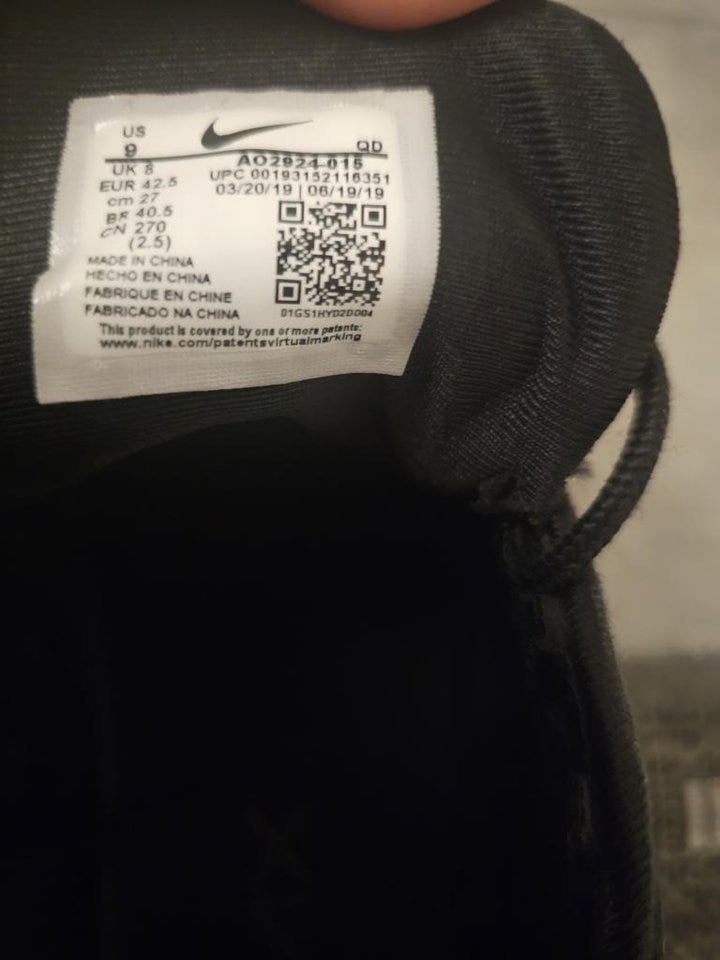 US
9
QD
UK 8
EUR 42.5
cm 27
BR 40.5
CN 270
(2.5)
AO2924-015
UPC 00193152116351
03/20/19 | 06/19/19
MADE IN CHINA
HECHO EN CHINA
FABRIQUE EN CHINE
FABRICADO NA CHINA
01GS1HYD2D004
This product is covered by one or more patents:
www.nike.com/patentsvirtualmarking